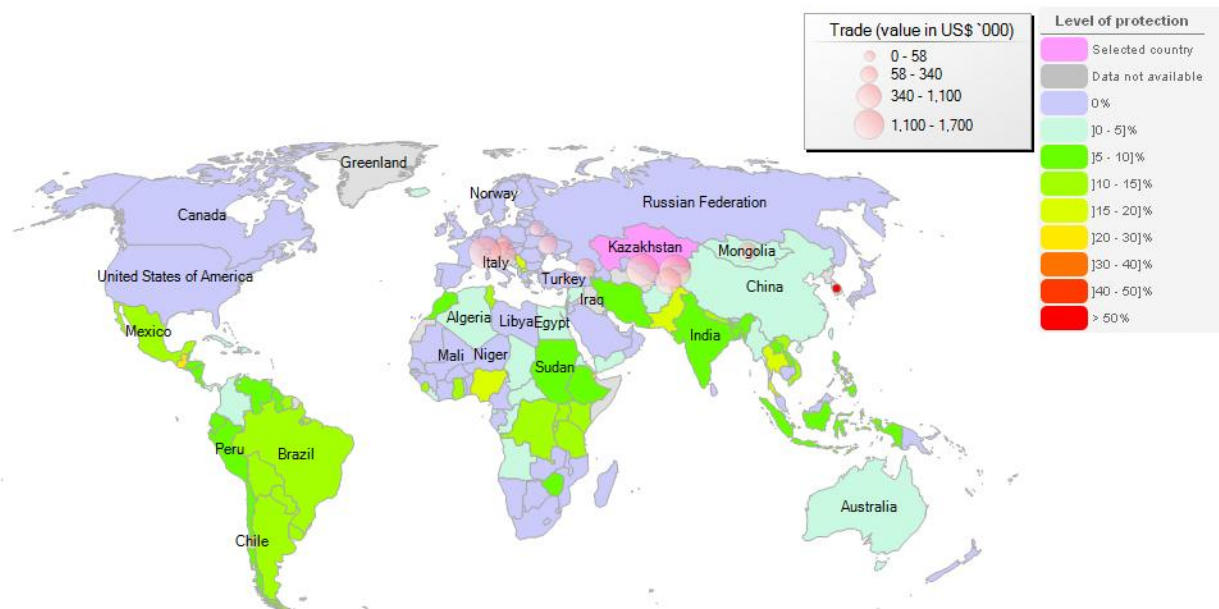 Trade (value in US$ `000)
0 - 58
58 - 340
340 - 1,100
1,100 - 1,700
Level of protection
Selected country
Data not available
0%
]0 - 5]%
]5 - 10]%
]10 - 15]%
]15 - 20]%
]20 - 30]%
]30 - 40]%
]40 - 50]%
> 50%
Greenland
Norway
Canada
Russian Federation
United States of America
Italy
Kazakhstan
Mongolia
Turkey
Iraq
China
Mexico
Algeria
Libya
Egypt
India
Mali
Niger
Sudan
Peru
Brazil
Chile
Australia